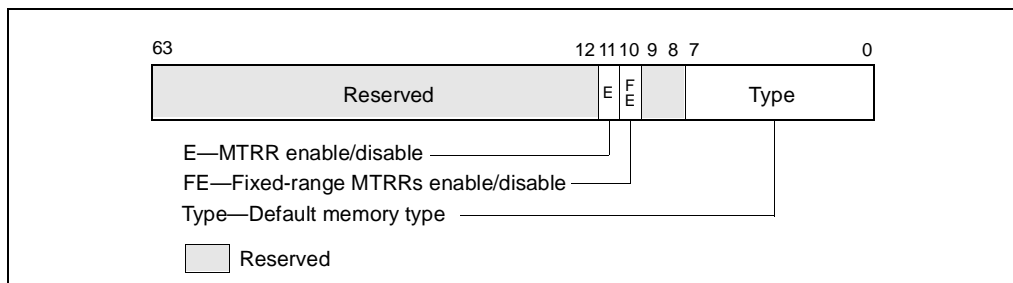 63 12 11 10 9 8 7 0
Reserved E F E Type
E—MTRR enable/disable
FE—Fixed-range MTRRs enable/disable
Type—Default memory type
Reserved